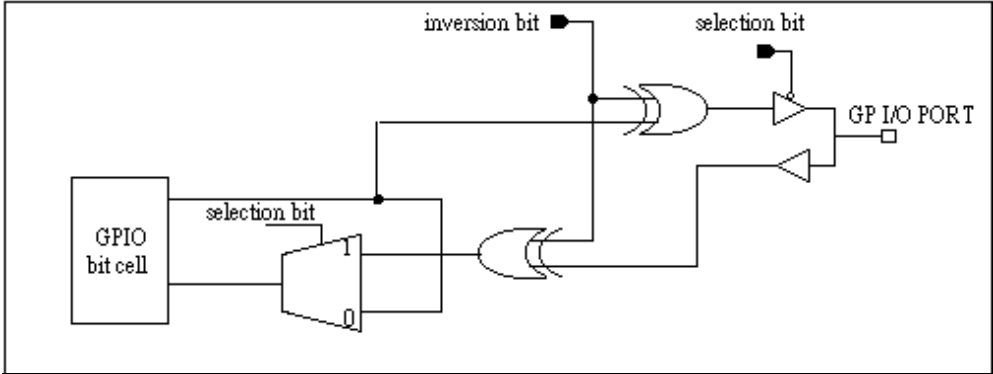 inversion bit
selection bit
GP I/O PORT
selection bit
GPIO
bit cell
1
0